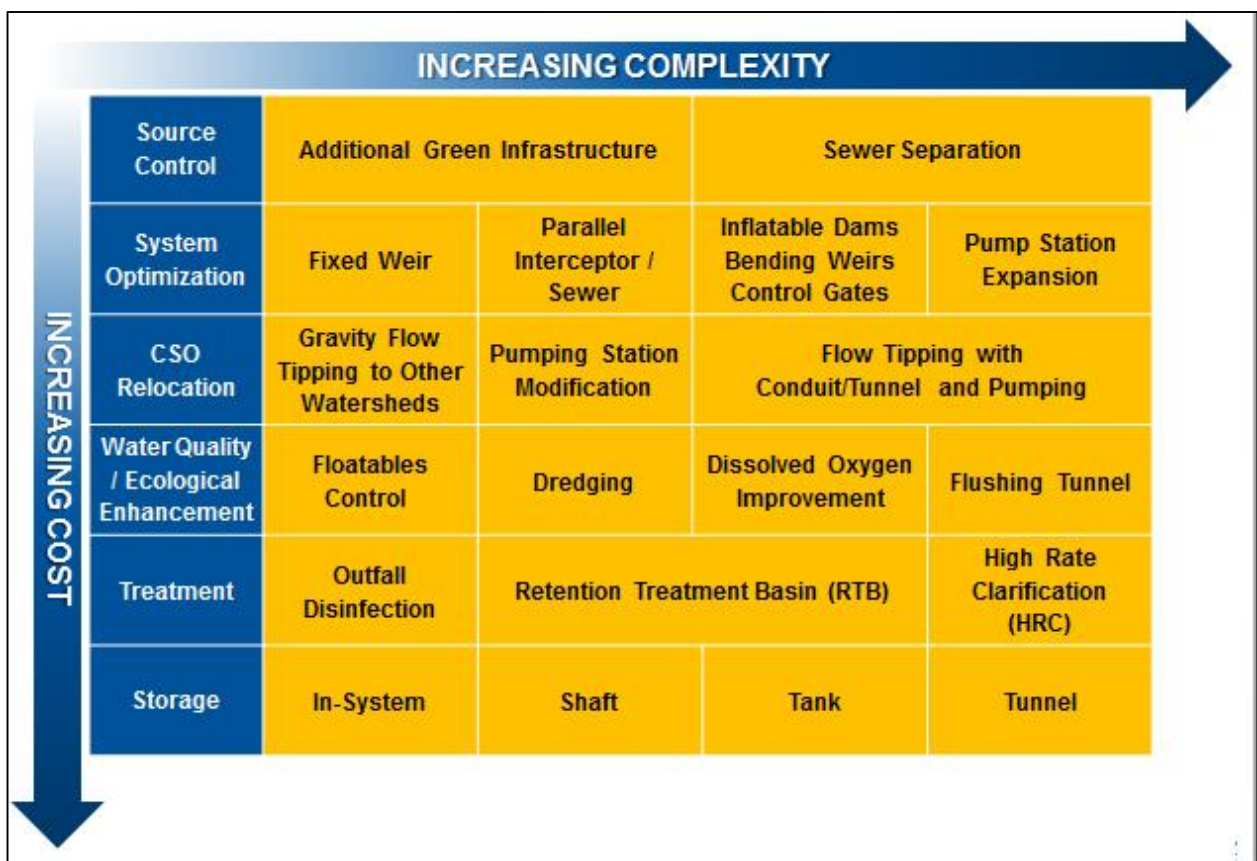 INCREASING COMPLEXITY
INCREASING COST
Source
Control
Additional Green Infrastructure
Sewer Separation
System
Optimization
Fixed Weir
Parallel
Interceptor /
Sewer
Inflatable Dams
Bending Weirs
Control Gates
Pump Station
Expansion
CSO
Relocation
Gravity Flow
Tipping to Other
Watersheds
Pumping Station
Modification
Flow Tipping with
Conduit/Tunnel and Pumping
Water Quality
/ Ecological
Enhancement
Floatables
Control
Dredging
Dissolved Oxygen
Improvement
Flushing Tunnel
Treatment
Outfall
Disinfection
Retention Treatment Basin (RTB)
High Rate
Clarification
(HRC)
Storage
In-System
Shaft
Tank
Tunnel